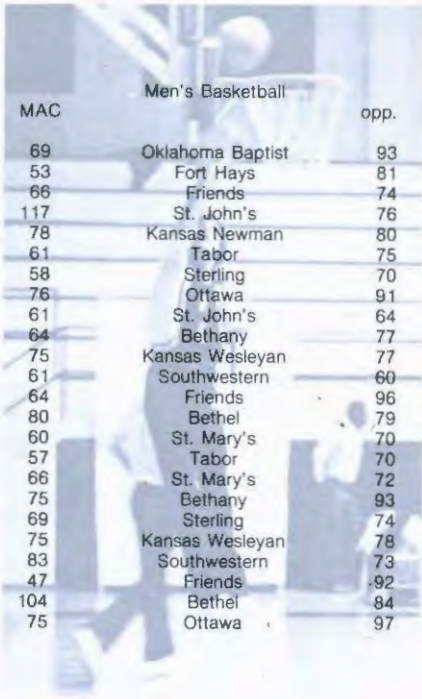 Men's Basketball
MAC opp.
69 Oklahoma Baptist 93
53 Fort Hays 81
66 Friends 74
117 St. John's 76
78 Kansas Newman 80
61 Tabor 75
58 Sterling 70
76 Ottawa 91
61 St. John's 64
64 Bethany 77
75 Kansas Wesleyan 77
61 Southwestern 60
64 Friends 96
80 Bethel 79
60 St. Mary's 70
57 Tabor 70
66 St. Mary's 72
75 Bethany 93
69 Sterling 74
75 Kansas Wesleyan 78
83 Southwestern 73
47 Friends 92
104 Bethel 84
75 Ottawa 97